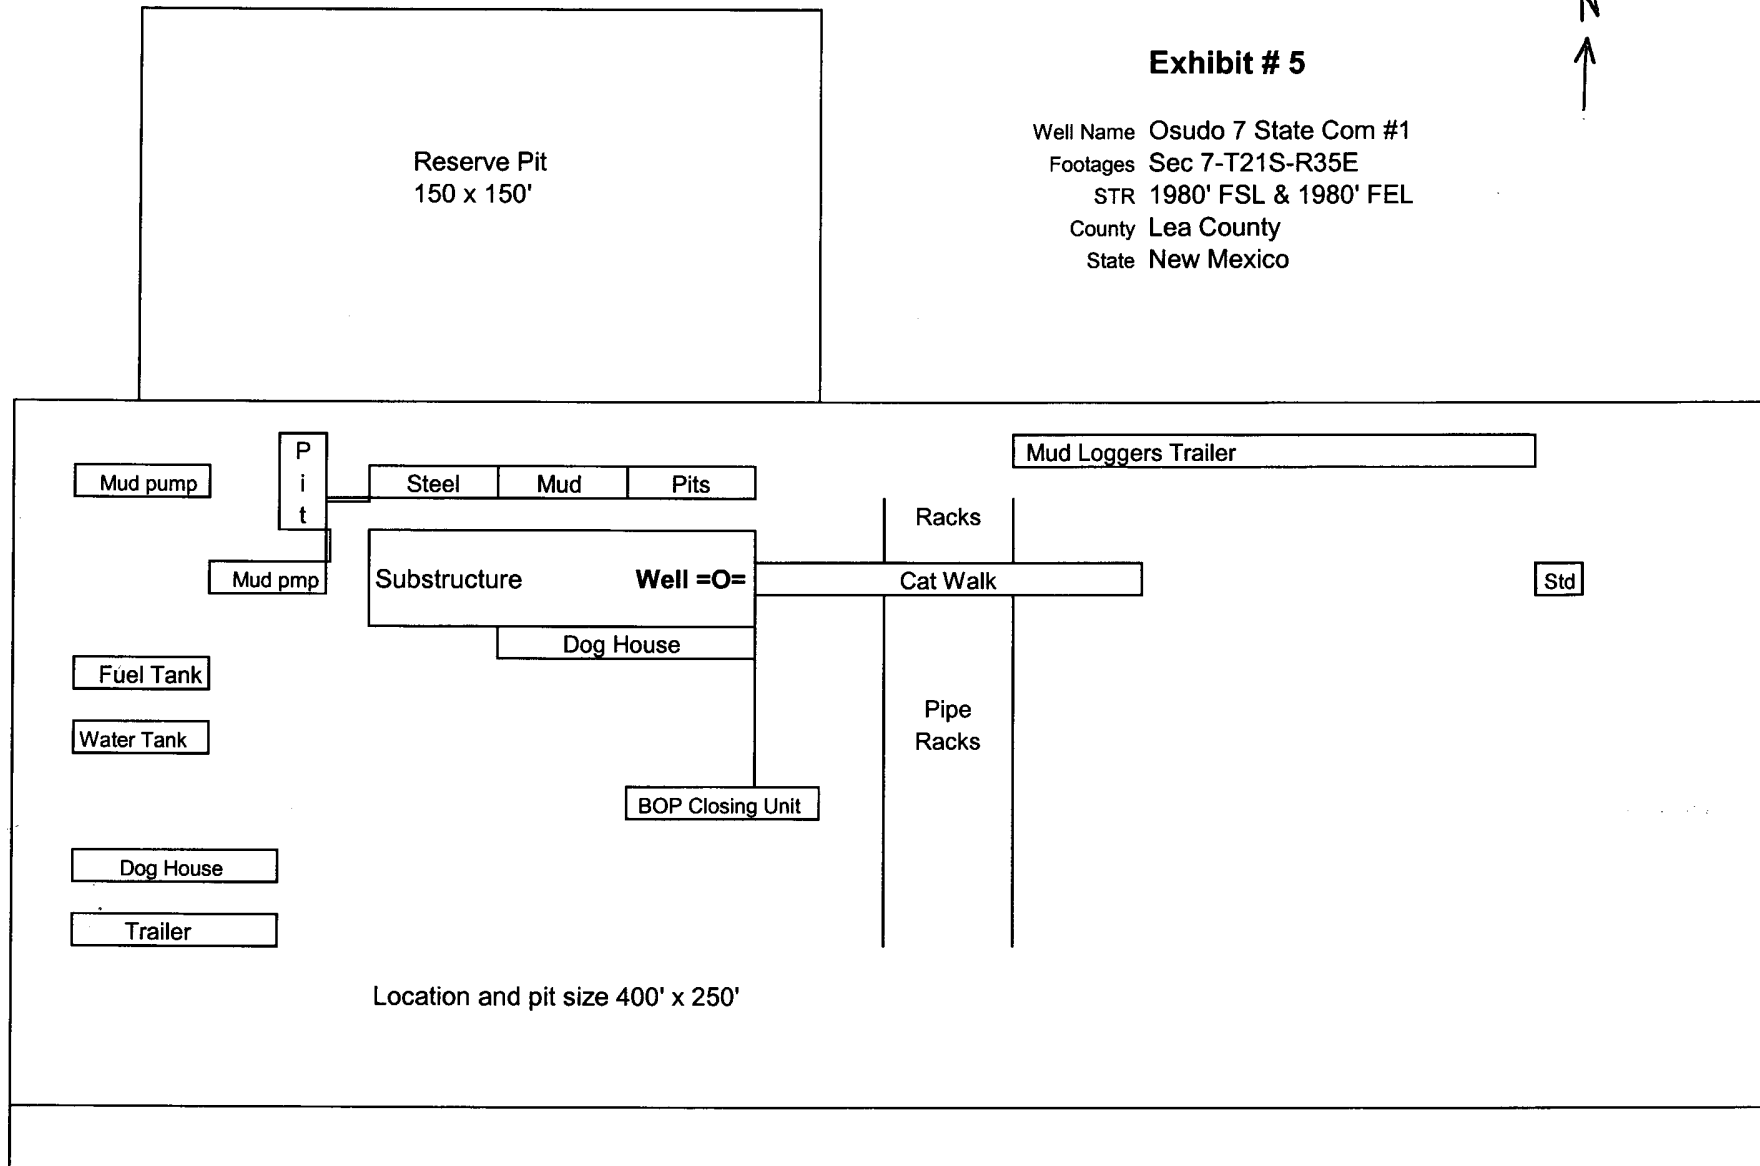 N
Exhibit # 5
Well Name Osudo 7 State Com #1
Footages Sec 7-T21S-R35E
STR 1980' FSL & 1980' FEL
County Lea County
State New Mexico
Reserve Pit
150 x 150'
Mud Loggers Trailer
Mud pump
P
i
t
Steel Mud Pits
Racks
Mud pmp
Substructure Well =O=
Cat Walk
Std
Dog House
Fuel Tank
Water Tank
Pipe
Racks
BOP Closing Unit
Dog House
Trailer
Location and pit size 400' x 250'